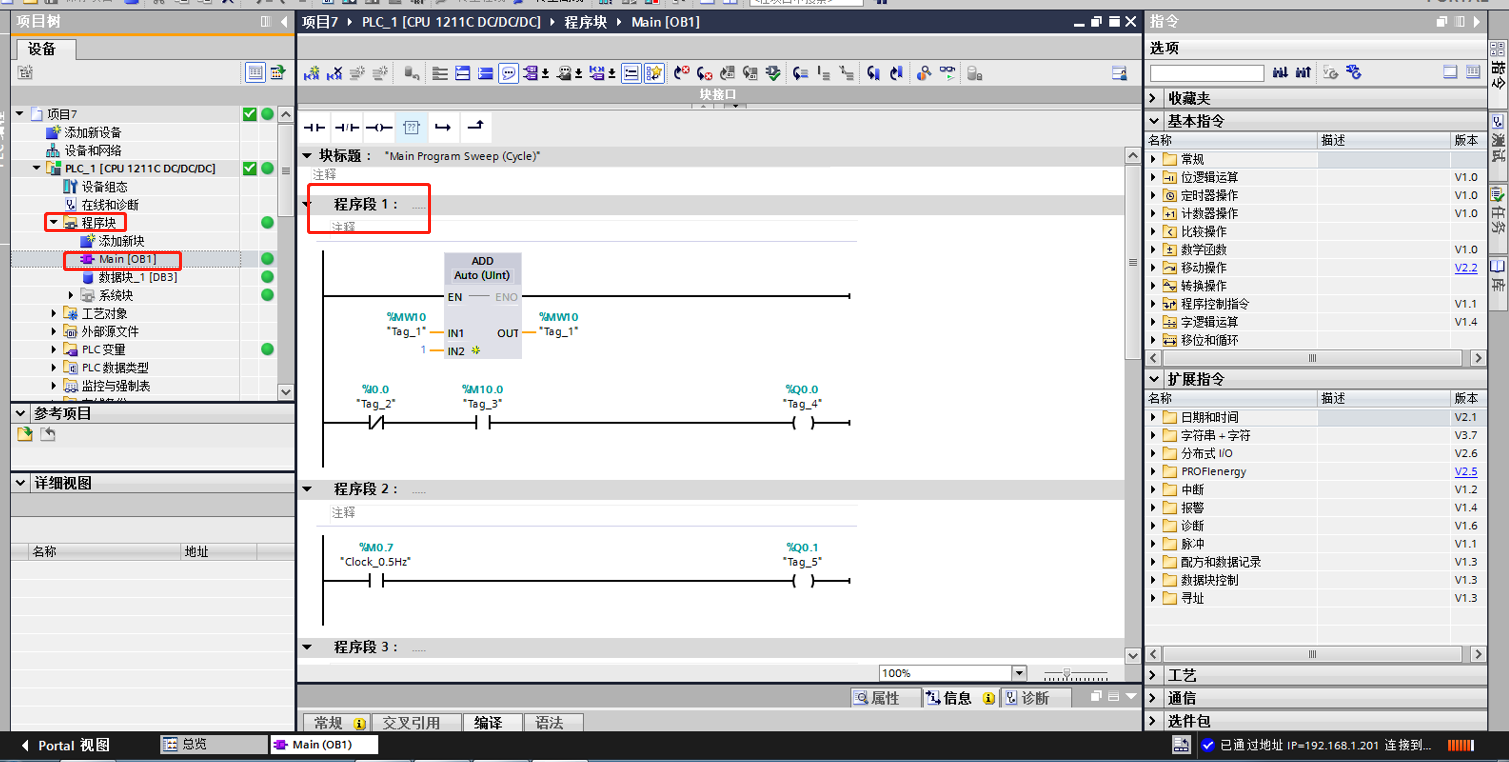 项目树
设备
项目7
添加新设备
设备和网络
PLC_1 [CPU 1211C DC/DC/DC]
设备组态
在线和诊断
程序块
添加新块
Main [OB1]
数据块_1 [DB3]
系统块
工艺对象
外部源文件
PLC 变量
PLC 数据类型
监控与强制表
参考项目
详细视图
名称 地址
项目7 PLC_1 [CPU 1211C DC/DC/DC] 程序块 Main [OB1]
块接口
块标题： "Main Program Sweep (Cycle)"
注释
程序段 1： .....
注释
ADD
Auto (UInt)
EN ENO
%MW10 %MW10
"Tag_1" IN1 OUT "Tag_1"
1 IN2
%I0.0 %M10.0 %Q0.0
"Tag_2" "Tag_3" "Tag_4"
程序段 2： .....
注释
%M0.7 %Q0.1
"Clock_0.5Hz" "Tag_5"
程序段 3： .....
100%
属性 信息 诊断
常规 交叉引用 编译 语法
指令
选项
收藏夹
基本指令
名称 描述 版本
常规
位逻辑运算 V1.0
定时器操作 V1.0
计数器操作 V1.0
比较操作
数学函数 V1.0
移动操作 V2.2
转换操作
程序控制指令 V1.1
字逻辑运算 V1.4
移位和循环
扩展指令
名称 描述 版本
日期和时间 V2.1
字符串 + 字符 V3.7
分布式 I/O V2.6
PROFIenergy V2.5
中断 V1.2
报警 V1.4
诊断 V1.6
脉冲 V1.1
配方和数据记录 V1.3
数据块控制 V1.3
寻址 V1.3
工艺
通信
选件包
指令
测试
任务
库
Portal 视图 总览 Main (OB1) 已通过地址 IP=192.168.1.201 连接到...